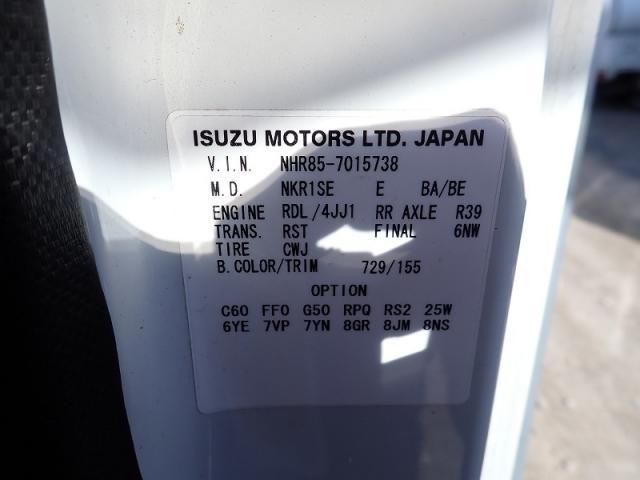 ISUZU MOTORS LTD. JAPAN
V.I.N. NHR85-7015738
M.D. NKR1SE E BA/BE
ENGINE RDL/4JJ1 RR AXLE R39
TRANS. RST FINAL 6NW
TIRE CWJ
B.COLOR/TRIM 729/155
OPTION
C60 FF0 G50 RPQ RS2 25W
6YE 7VP 7YN 8GR 8JM 8NS